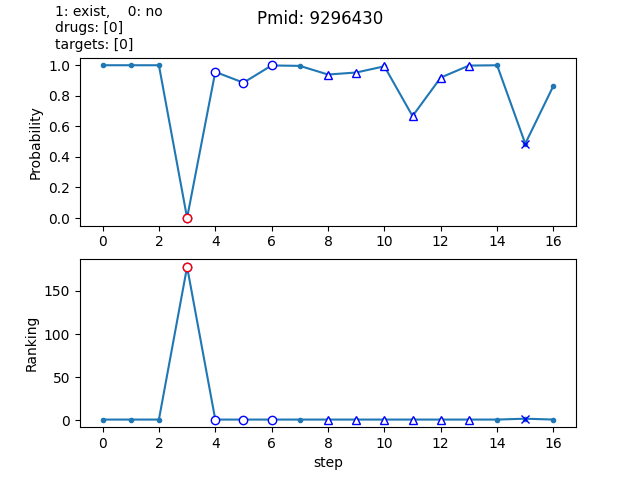 1: exist,    0: no
drugs: [0]
targets: [0]
Pmid: 9296430
1.0
0.8
0.6
0.4
0.2
0.0
Probability
0 2 4 6 8 10 12 14 16
150
100
50
0
Ranking
0 2 4 6 8 10 12 14 16
step